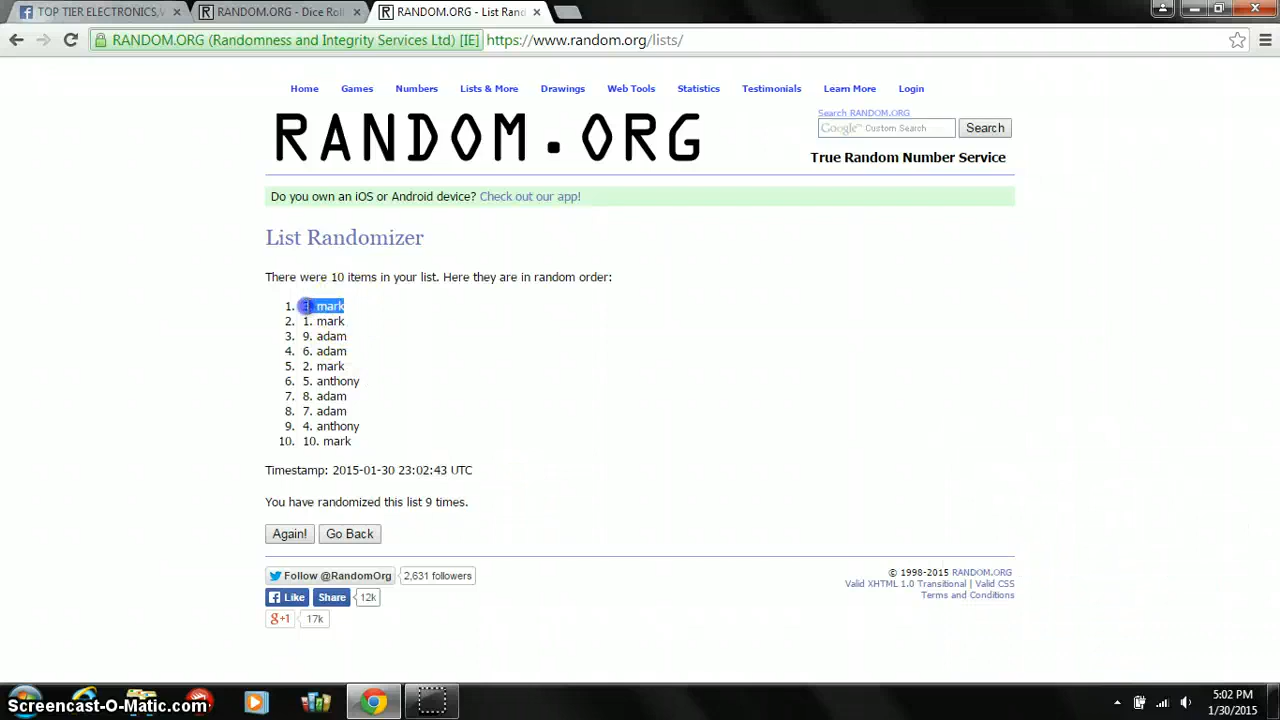 TOP TIER ELECTRONICS,
RANDOM.ORG - Dice Roll
RANDOM.ORG - List Rand
RANDOM.ORG (Randomness and Integrity Services Ltd) [IE]
https://www.random.org/lists/
Home Games Numbers Lists & More Drawings Web Tools Statistics Testimonials Learn More Login
RANDOM.ORG
Search RANDOM.ORG
Google™ Custom Search
Search
True Random Number Service
Do you own an iOS or Android device? Check out our app!
List Randomizer
There were 10 items in your list. Here they are in random order:
1. mark
2. 1. mark
3. 9. adam
4. 6. adam
5. 2. mark
6. 5. anthony
7. 8. adam
8. 7. adam
9. 4. anthony
10. 10. mark
Timestamp: 2015-01-30 23:02:43 UTC
You have randomized this list 9 times.
Again! Go Back
Follow @RandomOrg 2,631 followers
Like Share 12k
g+1 17k
© 1998-2015 RANDOM.ORG
Valid XHTML 1.0 Transitional | Valid CSS
Terms and Conditions
Screencast-O-Matic.com
5:02 PM
1/30/2015